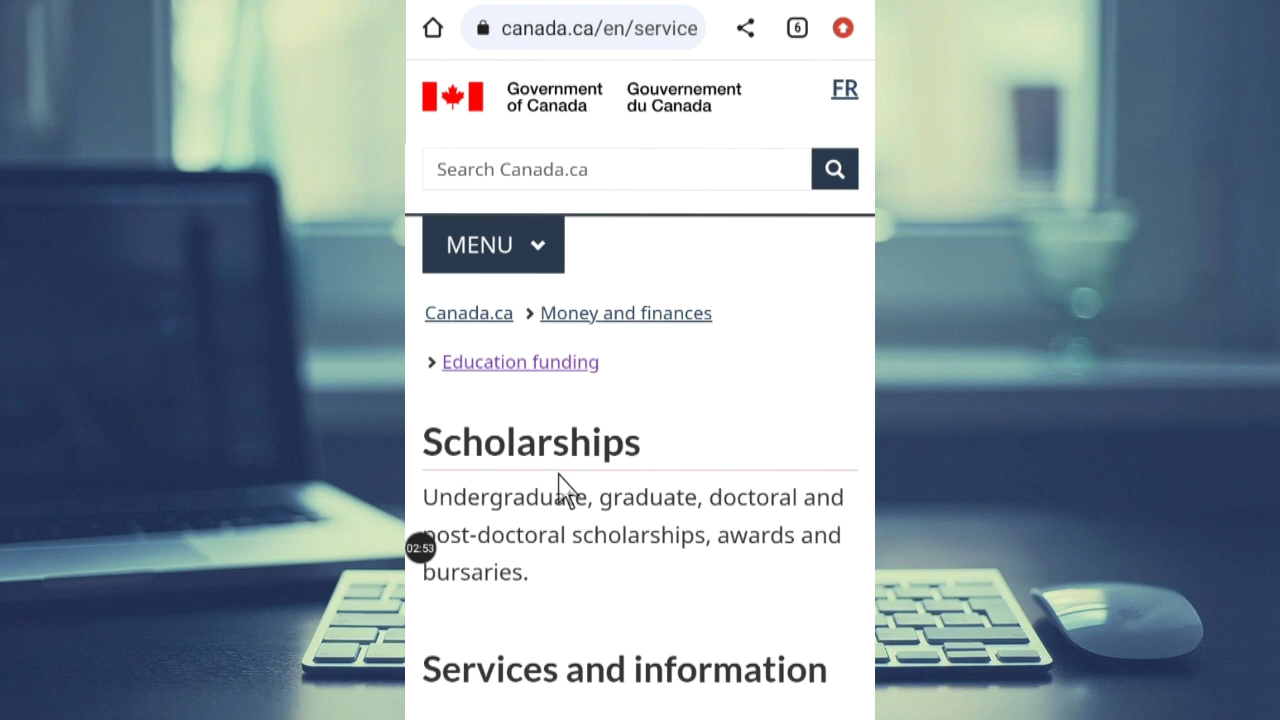 canada.ca/en/service
6
Government
of Canada
Gouvernement
du Canada
FR
Search Canada.ca
MENU
Canada.ca
Money and finances
Education funding
Scholarships
Undergraduate, graduate, doctoral and
post-doctoral scholarships, awards and
bursaries.
02:53
Services and information